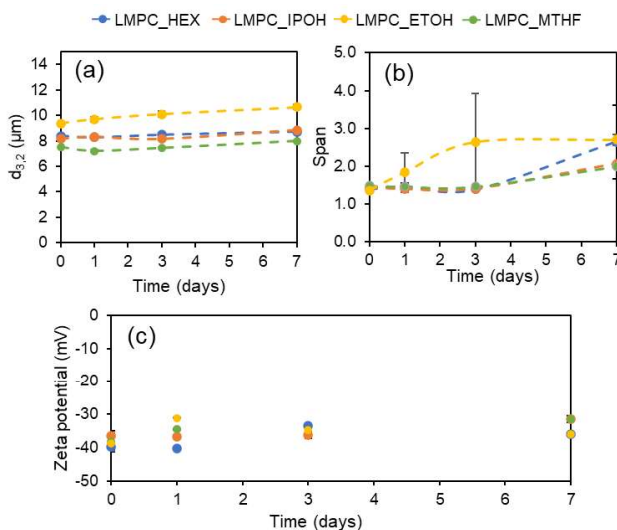 LMPC_HEX LMPC_IPOH LMPC_ETOH LMPC_MTHF
(a)
d3,2 (µm)
14
12
10
8
6
4
2
0
0 1 2 3 4 5 6 7
Time (days)
(b)
Span
5.0
4.0
3.0
2.0
1.0
0.0
0 1 2 3 4 5 6 7
Time (days)
(c)
Zeta potential (mV)
0
-10
-20
-30
-40
-50
0 1 2 3 4 5 6 7
Time (days)